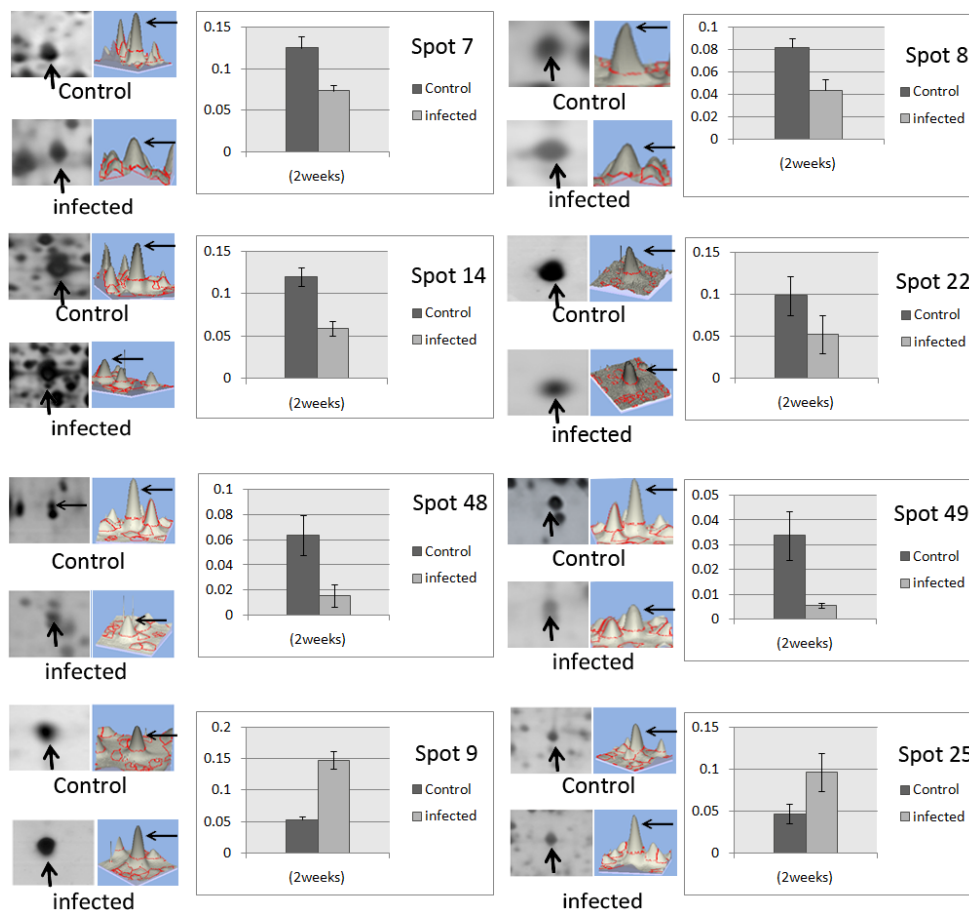 Spot 7
0.15
0.1
0.05
0
Control
infected
(2weeks)
Control
infected
Spot 8
0.1
0.08
0.06
0.04
0.02
0
Control
infected
(2weeks)
Control
infected
Spot 14
0.15
0.1
0.05
0
Control
infected
(2weeks)
Control
infected
Spot 22
0.15
0.1
0.05
0
Control
infected
(2weeks)
Control
infected
Spot 48
0.1
0.08
0.06
0.04
0.02
0
Control
infected
(2weeks)
Control
infected
Spot 49
0.05
0.04
0.03
0.02
0.01
0
Control
infected
(2weeks)
Control
infected
Spot 9
0.2
0.15
0.1
0.05
0
Control
infected
(2weeks)
Control
infected
Spot 25
0.15
0.1
0.05
0
Control
infected
(2weeks)
Control
infected